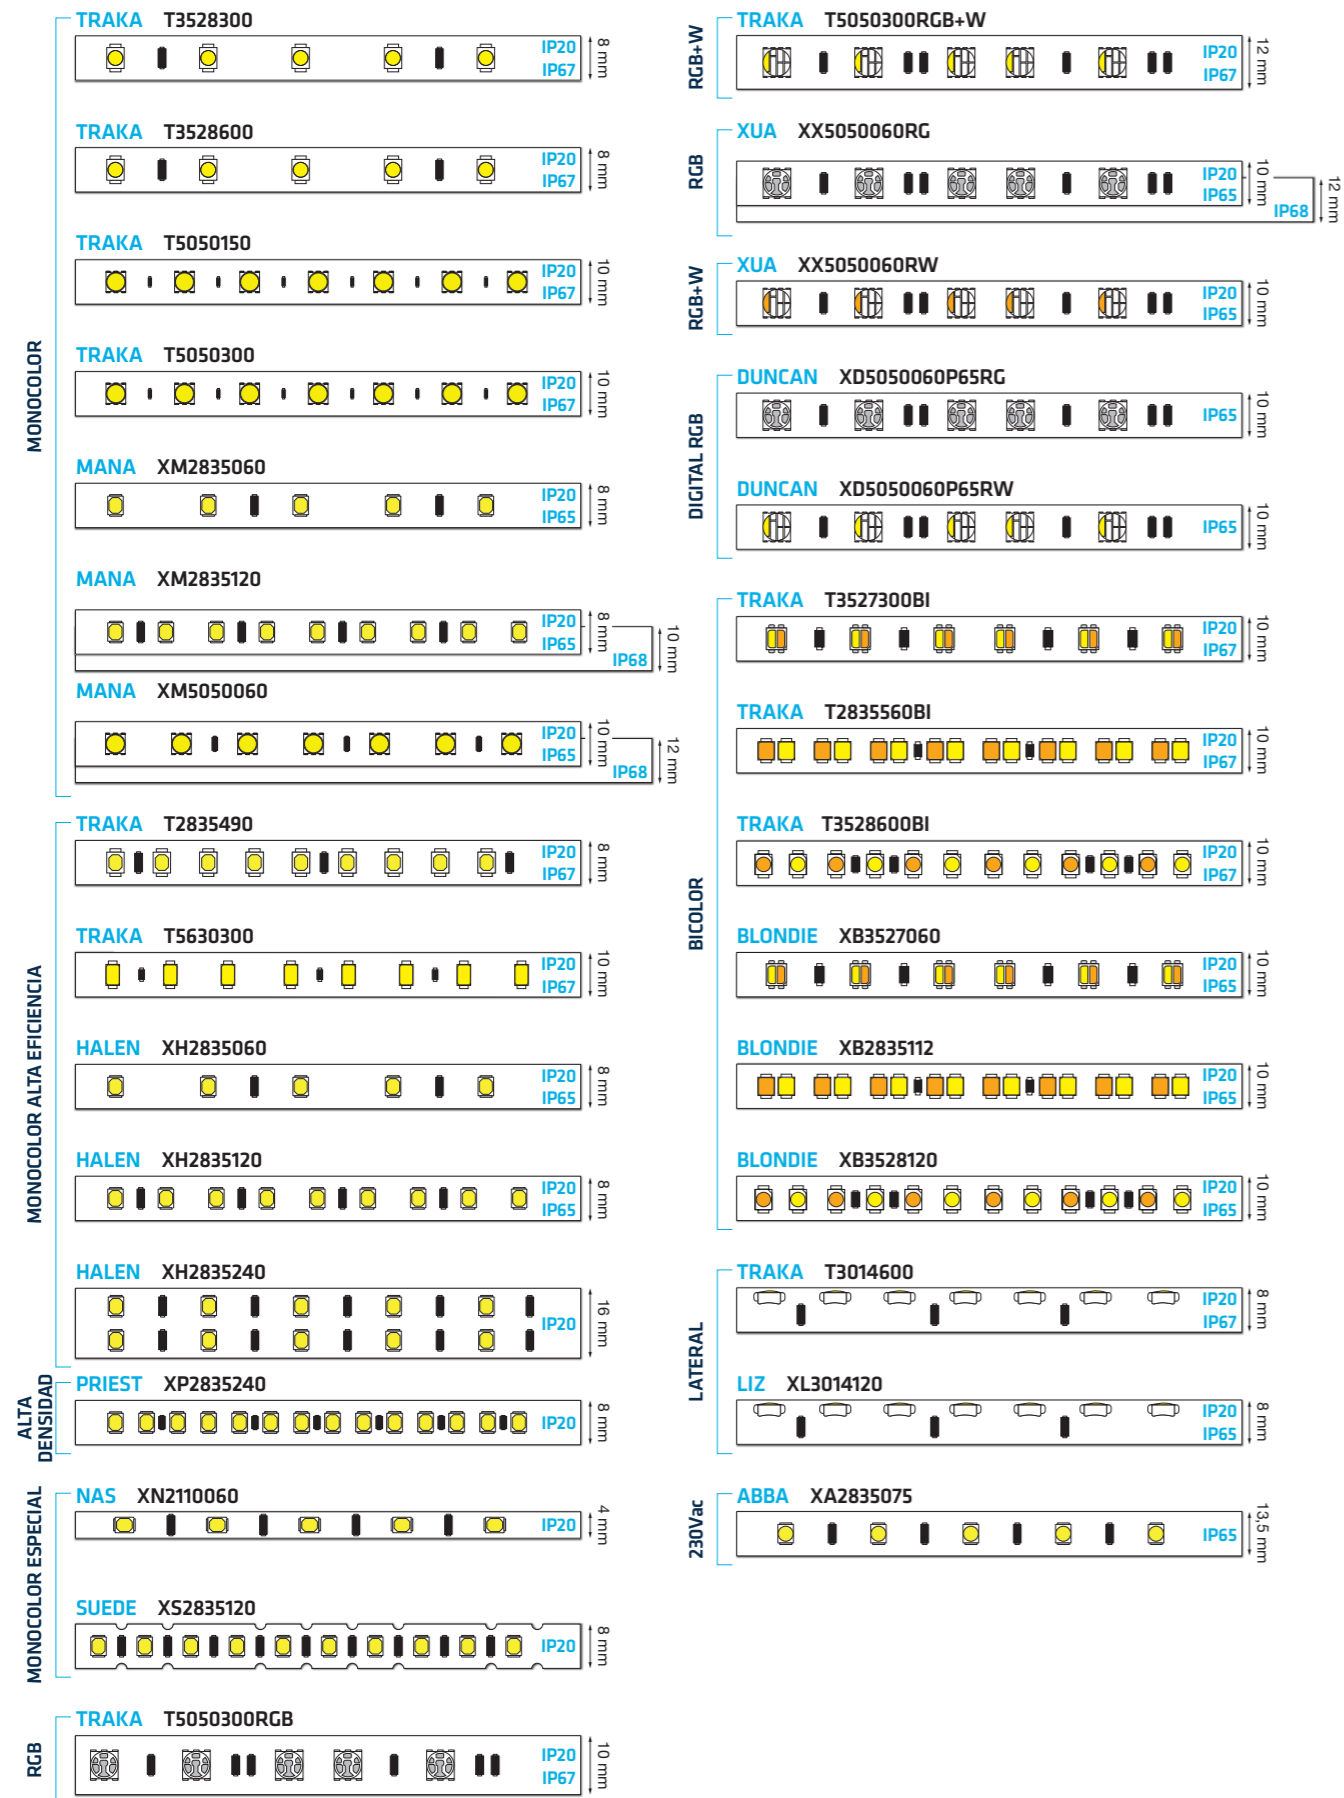 MONOCOLOR
TRAKA T3528300
IP20
IP67
8 mm
TRAKA T3528600
IP20
IP67
8 mm
TRAKA T5050150
IP20
IP67
10 mm
TRAKA T5050300
IP20
IP67
10 mm
MANA XM2835060
IP20
IP65
8 mm
MANA XM2835120
IP20
IP65
8 mm
IP68
10 mm
MANA XM5050060
IP20
IP65
10 mm
IP68
12 mm
MONOCOLOR ALTA EFICIENCIA
TRAKA T2835490
IP20
IP67
8 mm
TRAKA T5630300
IP20
IP67
10 mm
HALEN XH2835060
IP20
IP65
8 mm
HALEN XH2835120
IP20
IP65
8 mm
HALEN XH2835240
IP20
16 mm
ALTA
DENSIDAD
PRIEST XP2835240
IP20
8 mm
MONOCOLOR ESPECIAL
NAS XN2110060
IP20
4 mm
SUEDE XS2835120
IP20
8 mm
RGB
TRAKA T5050300RGB
IP20
IP67
10 mm
RGB+W
TRAKA T5050300RGB+W
IP20
IP67
12 mm
RGB
XUA XX5050060RG
IP20
IP65
10 mm
IP68
12 mm
RGB+W
XUA XX5050060RW
IP20
IP65
10 mm
DIGITAL RGB
DUNCAN XD5050060P65RG
IP65
10 mm
DUNCAN XD5050060P65RW
IP65
10 mm
BICOLOR
TRAKA T3527300BI
IP20
IP67
10 mm
TRAKA T2835560BI
IP20
IP67
10 mm
TRAKA T3528600BI
IP20
IP67
10 mm
BLONDIE XB3527060
IP20
IP65
10 mm
BLONDIE XB2835112
IP20
IP65
10 mm
BLONDIE XB3528120
IP20
IP65
10 mm
LATERAL
TRAKA T3014600
IP20
IP67
8 mm
LIZ XL3014120
IP20
IP65
8 mm
230Vac
ABBA XA2835075
IP65
13.5 mm